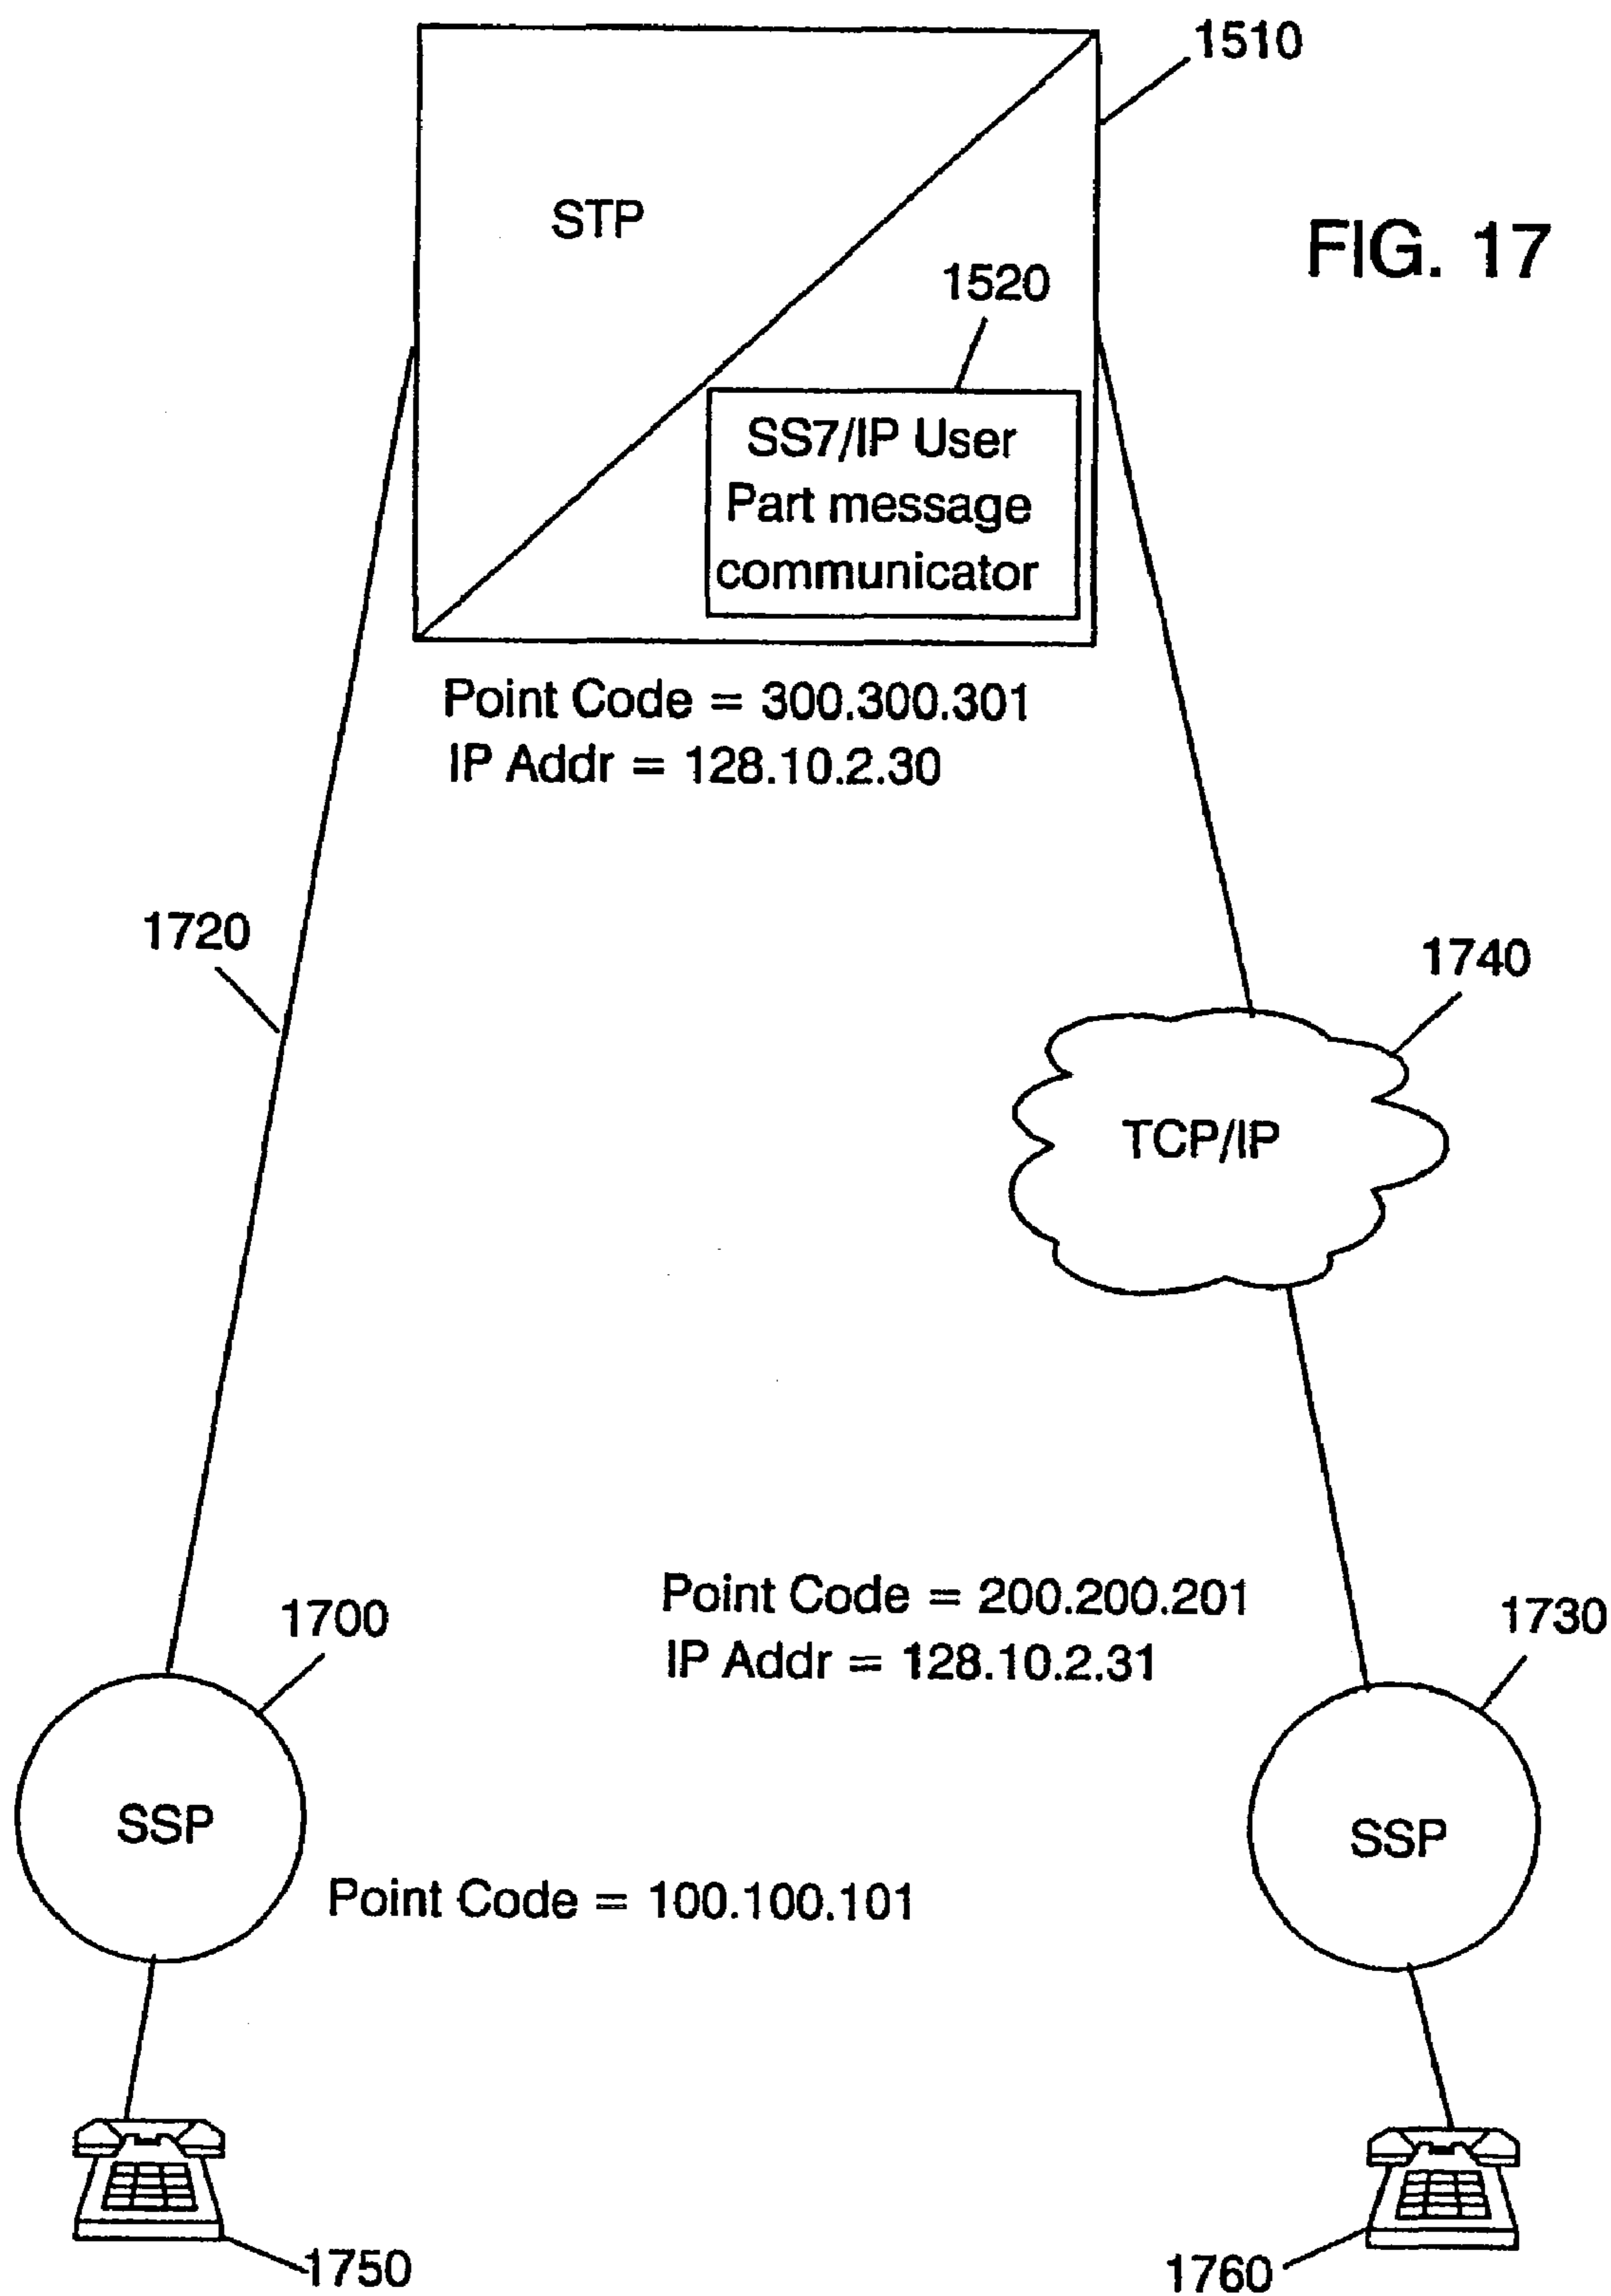 1510
STP
FIG. 17
1520
SS7/IP User
Part message
communicator
Point Code = 300.300.301
IP Addr = 128.10.2.30
1720
1740
TCP/IP
1700
Point Code = 200.200.201
IP Addr = 128.10.2.31
1730
SSP
SSP
Point Code = 100.100.101
1750
1760